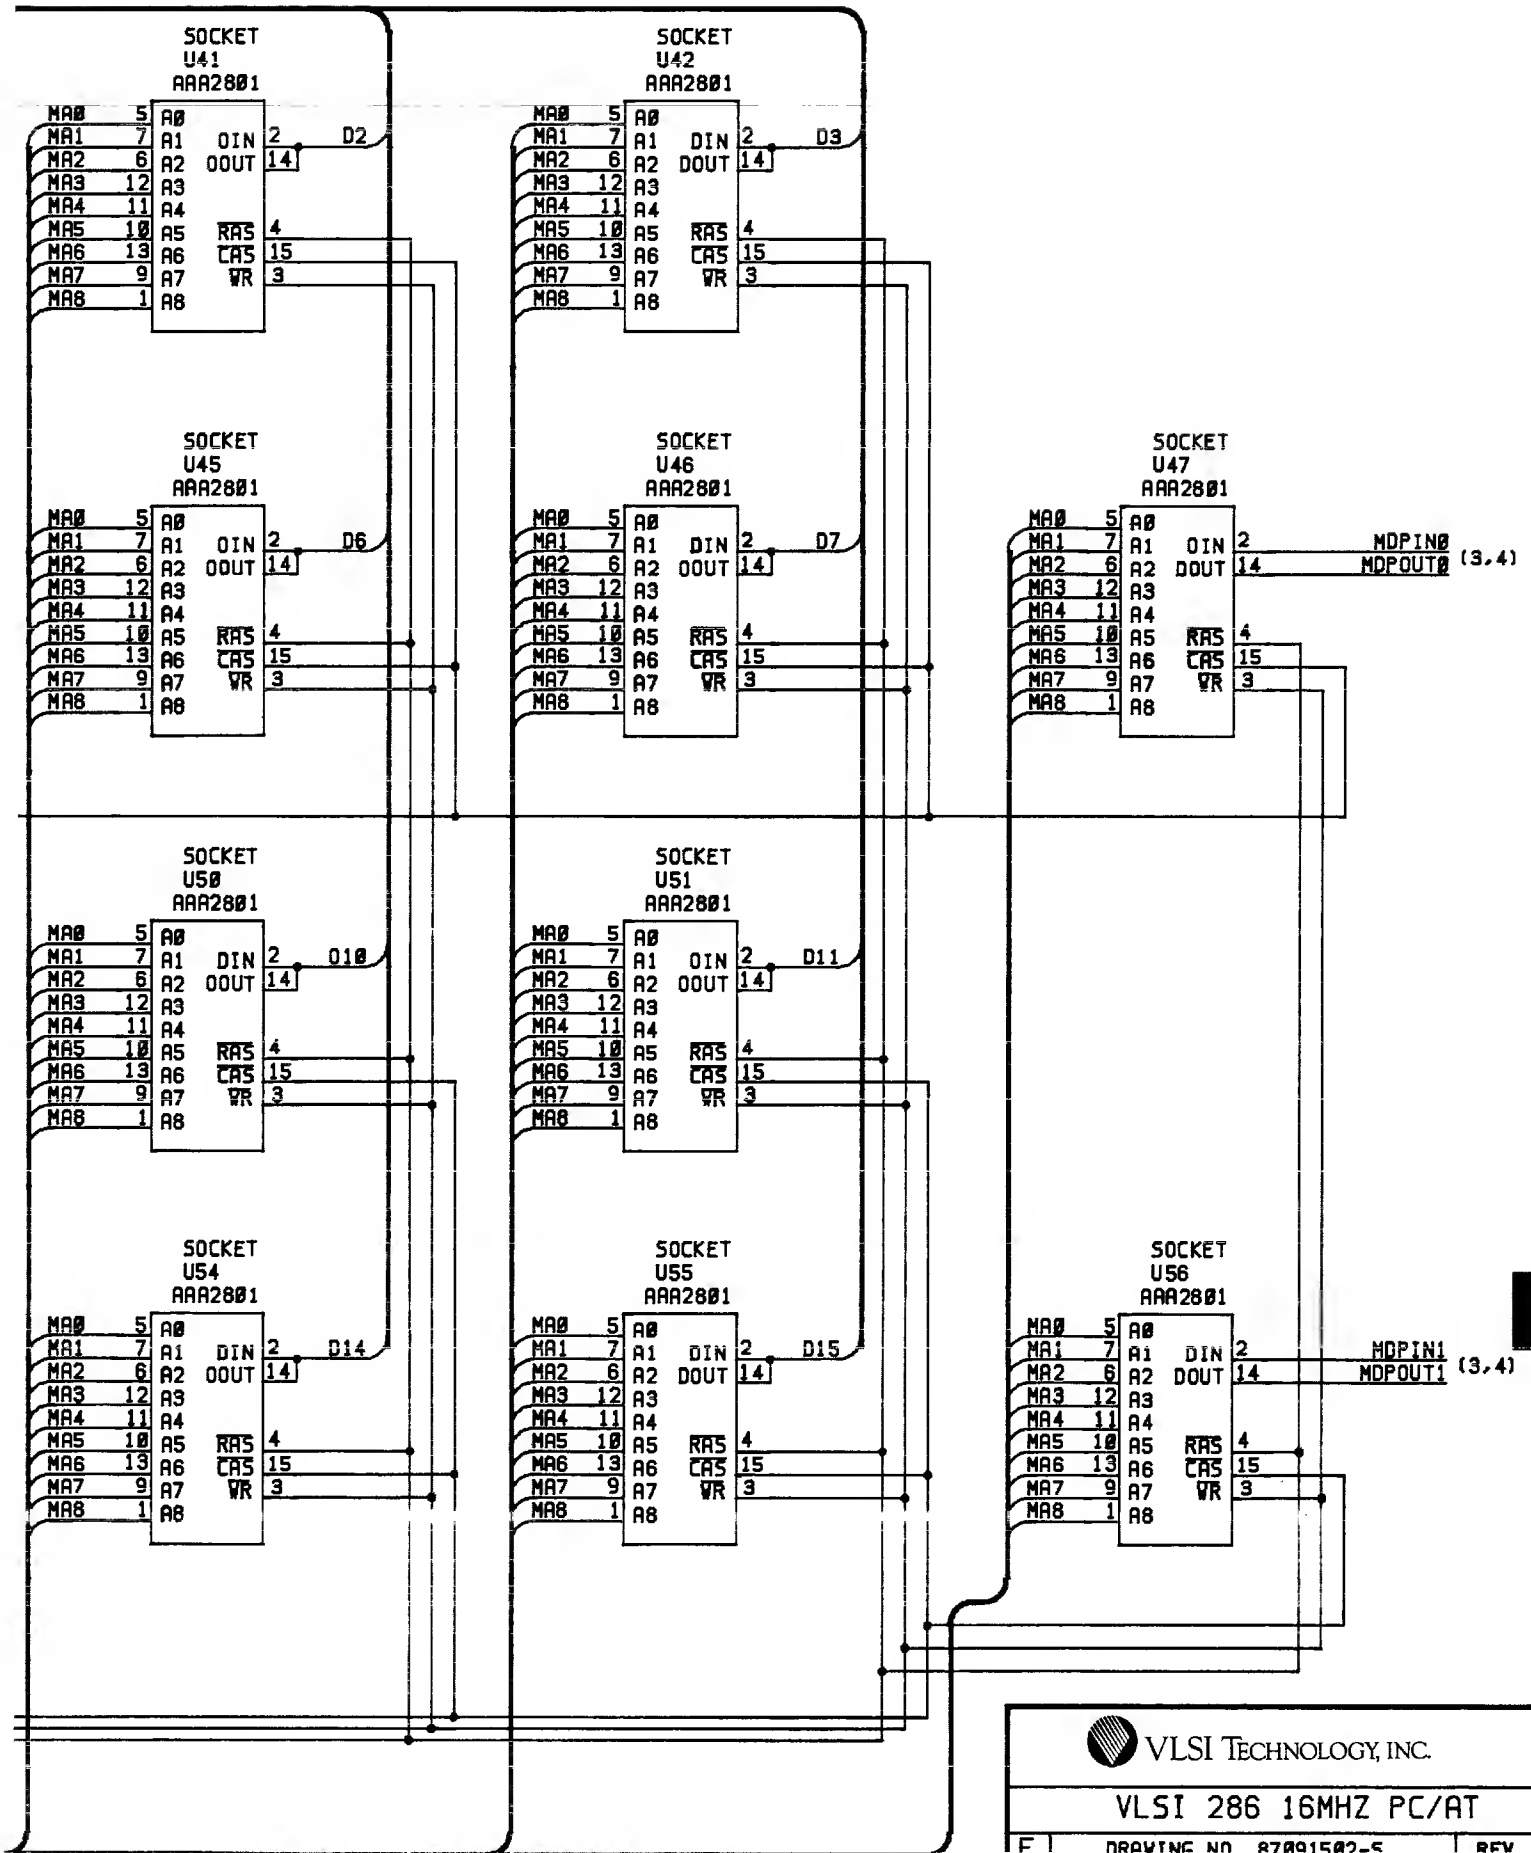 SOCKET
U41
AAA2801
MA0 5 A0
MA1 7 A1 DIN 2 D2
MA2 6 A2 DOUT 14
MA3 12 A3
MA4 11 A4
MA5 10 A5 RAS 4
MA6 13 A6 CAS 15
MA7 9 A7 WR 3
MA8 1 A8
SOCKET
U42
AAA2801
MA0 5 A0
MA1 7 A1 DIN 2 D3
MA2 6 A2 DOUT 14
MA3 12 A3
MA4 11 A4
MA5 10 A5 RAS 4
MA6 13 A6 CAS 15
MA7 9 A7 WR 3
MA8 1 A8
SOCKET
U45
AAA2801
MA0 5 A0
MA1 7 A1 DIN 2 D6
MA2 6 A2 DOUT 14
MA3 12 A3
MA4 11 A4
MA5 10 A5 RAS 4
MA6 13 A6 CAS 15
MA7 9 A7 WR 3
MA8 1 A8
SOCKET
U46
AAA2801
MA0 5 A0
MA1 7 A1 DIN 2 D7
MA2 6 A2 DOUT 14
MA3 12 A3
MA4 11 A4
MA5 10 A5 RAS 4
MA6 13 A6 CAS 15
MA7 9 A7 WR 3
MA8 1 A8
SOCKET
U47
AAA2801
MA0 5 A0
MA1 7 A1 DIN 2 MDPIN0
MA2 6 A2 DOUT 14 MDPOUT0 (3,4)
MA3 12 A3
MA4 11 A4
MA5 10 A5 RAS 4
MA6 13 A6 CAS 15
MA7 9 A7 WR 3
MA8 1 A8
SOCKET
U50
AAA2801
MA0 5 A0
MA1 7 A1 DIN 2 D10
MA2 6 A2 DOUT 14
MA3 12 A3
MA4 11 A4
MA5 10 A5 RAS 4
MA6 13 A6 CAS 15
MA7 9 A7 WR 3
MA8 1 A8
SOCKET
U51
AAA2801
MA0 5 A0
MA1 7 A1 DIN 2 D11
MA2 6 A2 DOUT 14
MA3 12 A3
MA4 11 A4
MA5 10 A5 RAS 4
MA6 13 A6 CAS 15
MA7 9 A7 WR 3
MA8 1 A8
SOCKET
U54
AAA2801
MA0 5 A0
MA1 7 A1 DIN 2 D14
MA2 6 A2 DOUT 14
MA3 12 A3
MA4 11 A4
MA5 10 A5 RAS 4
MA6 13 A6 CAS 15
MA7 9 A7 WR 3
MA8 1 A8
SOCKET
U55
AAA2801
MA0 5 A0
MA1 7 A1 DIN 2 D15
MA2 6 A2 DOUT 14
MA3 12 A3
MA4 11 A4
MA5 10 A5 RAS 4
MA6 13 A6 CAS 15
MA7 9 A7 WR 3
MA8 1 A8
SOCKET
U56
AAA2801
MA0 5 A0
MA1 7 A1 DIN 2 MDPIN1
MA2 6 A2 DOUT 14 MDPOUT1 (3,4)
MA3 12 A3
MA4 11 A4
MA5 10 A5 RAS 4
MA6 13 A6 CAS 15
MA7 9 A7 WR 3
MA8 1 A8
VLSI TECHNOLOGY, INC.
VLSI 286 16MHZ PC/AT
DRAWING NO. 87091502-S REV